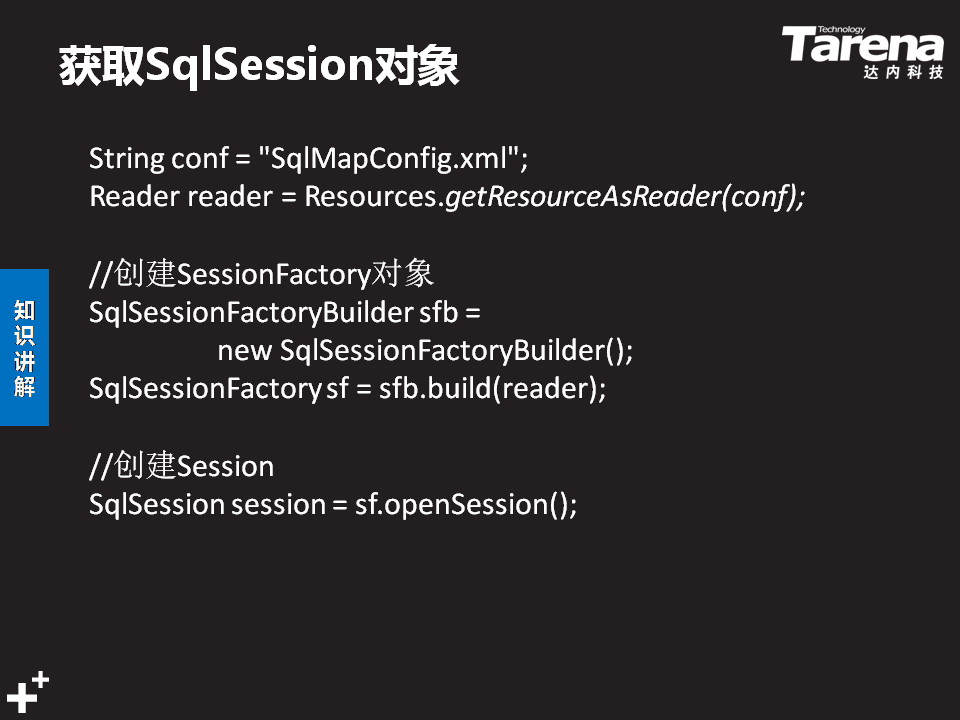 获取SqlSession对象
Technology
Tarena
达内科技
String conf = "SqlMapConfig.xml";
Reader reader = Resources.getResourceAsReader(conf);
//创建SessionFactory对象
SqlSessionFactoryBuilder sfb =
new SqlSessionFactoryBuilder();
SqlSessionFactory sf = sfb.build(reader);
//创建Session
SqlSession session = sf.openSession();
知识讲解